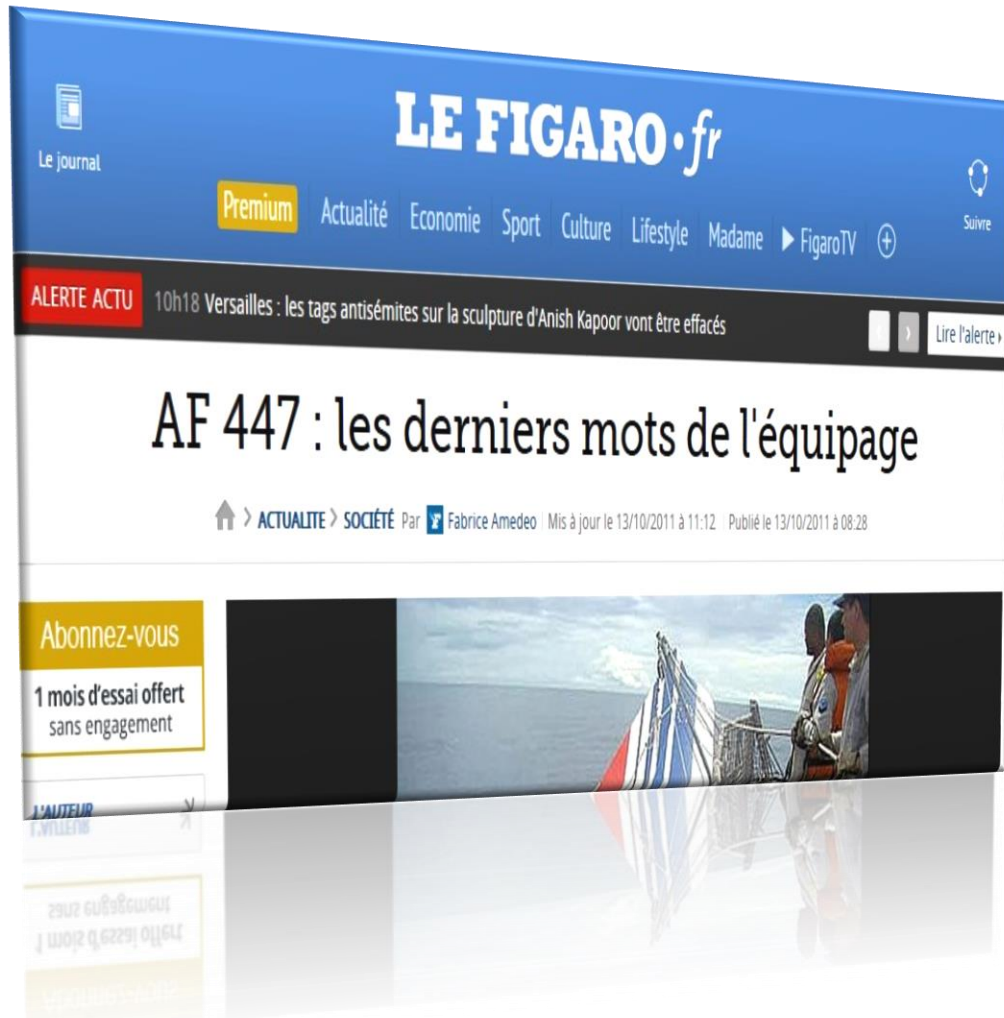 LE FIGARO·fr
Le journal
Suivre
Premium Actualité Economie Sport Culture Lifestyle Madame FigaroTV
ALERTE ACTU 10h18 Versailles : les tags antisémites sur la sculpture d'Anish Kapoor vont être effacés Lire l'alerte
AF 447 : les derniers mots de l'équipage
ACTUALITE > SOCIÉTÉ Par Fabrice Amedeo Mis à jour le 13/10/2011 à 11:12 Publié le 13/10/2011 à 08:28
Abonnez-vous
1 mois d'essai offert
sans engagement
L'AUTEUR